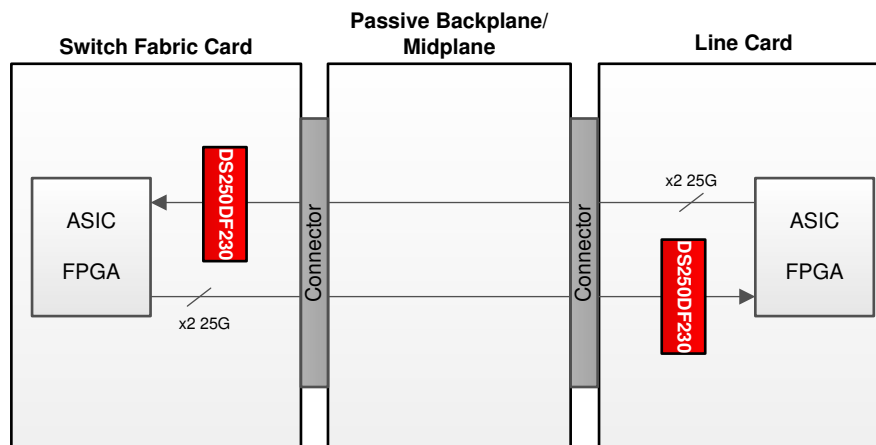 Passive Backplane/
Midplane
Switch Fabric Card
Line Card
DS250DF230
Connector
Connector
x2 25G
ASIC
FPGA
ASIC
FPGA
DS250DF230
x2 25G